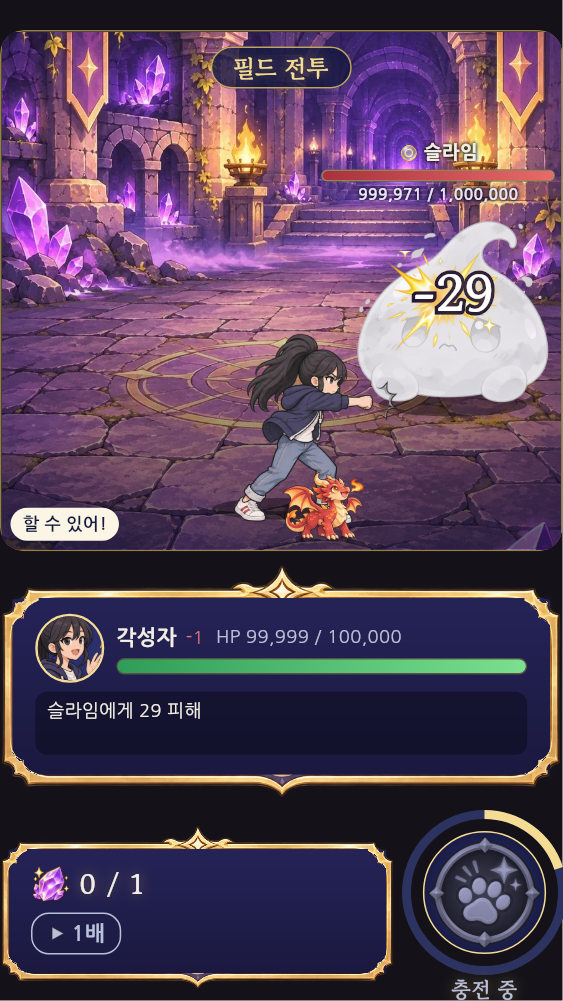 필드 전투
슬라임
999,971 / 1,000,000
-29
할 수 있어!
각성자 -1 HP 99,999 / 100,000
슬라임에게 29 피해
0 / 1
▶ 1배
충전 중